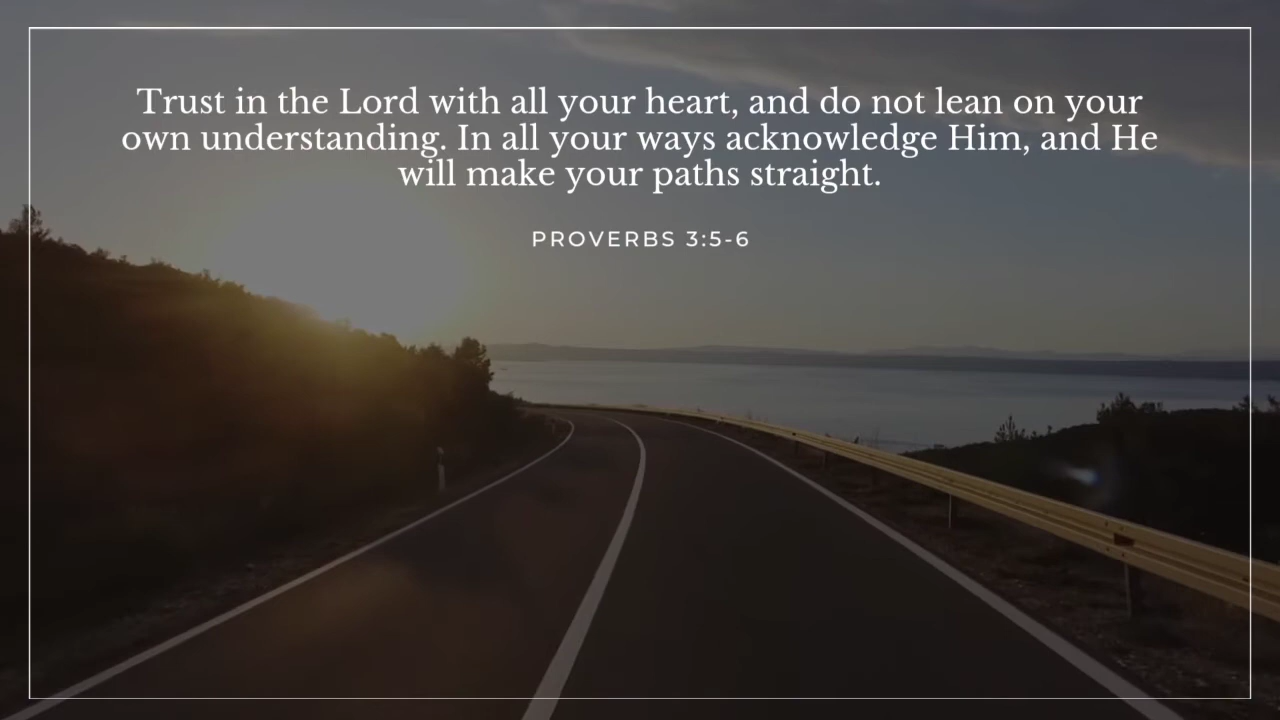 Trust in the Lord with all your heart, and do not lean on your
own understanding. In all your ways acknowledge Him, and He
will make your paths straight.
PROVERBS 3:5-6